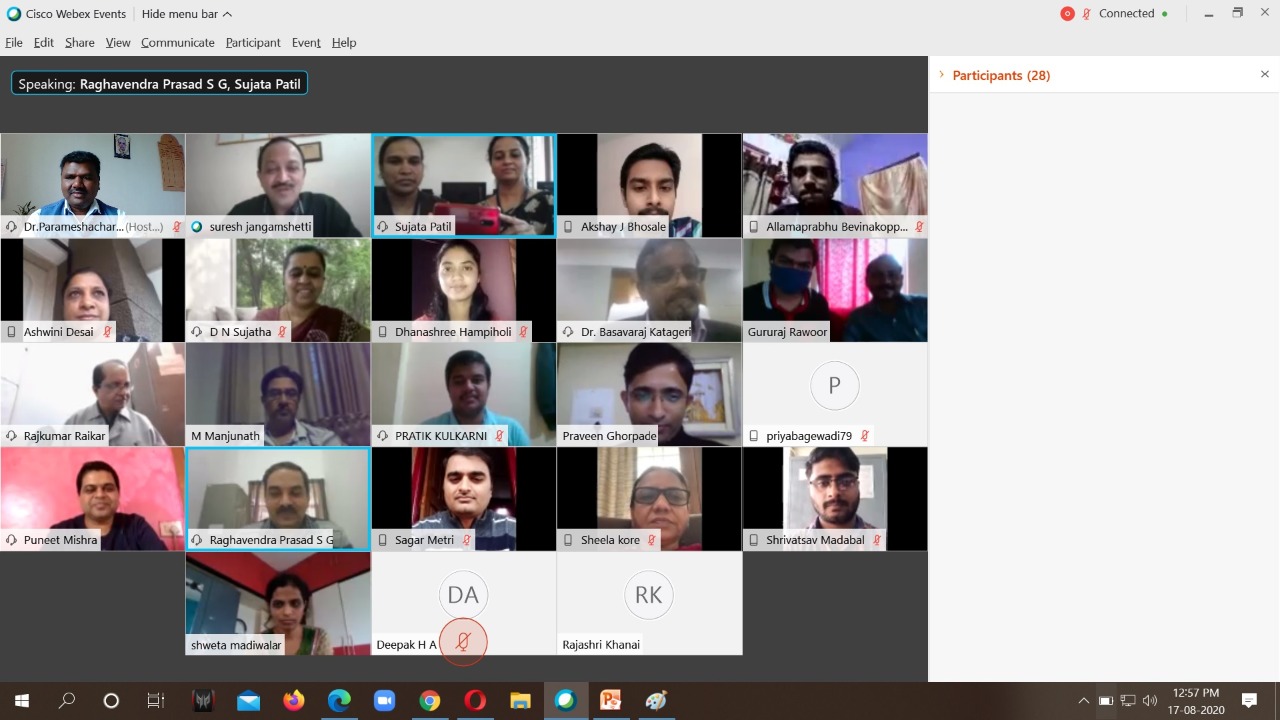 Cisco Webex Events
Hide menu bar
Connected
File Edit Share View Communicate Participant Event Help
Speaking: Raghavendra Prasad S G, Sujata Patil
Participants (28)
Dr.Parameshachar... (Host...)
suresh jangamshetti
Sujata Patil
Akshay J Bhosale
Allamaprabhu Bevinakopp...
Ashwini Desai
D N Sujatha
Dhanashree Hampiholi
Dr. Basavaraj Katageri
Gururaj Rawoor
Rajkumar Raikar
M Manjunath
PRATIK KULKARNI
Praveen Ghorpade
P
priyabagewadi79
Puneet Mishra
Raghavendra Prasad S G
Sagar Metri
Sheela kore
Shrivatsav Madabal
shweta madiwalar
DA
Deepak H A
RK
Rajashri Khanai
12:57 PM
17-08-2020